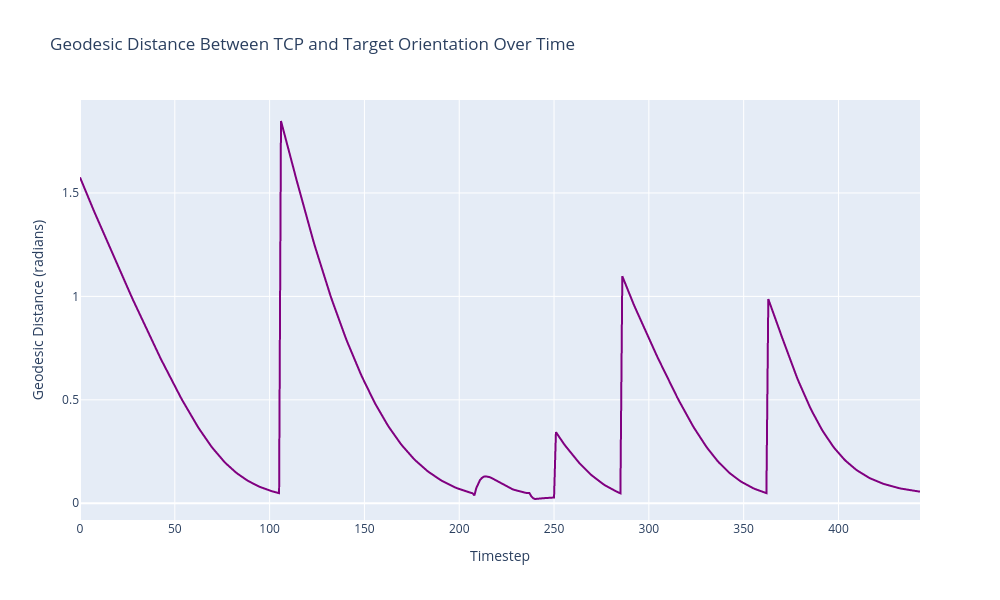 Geodesic Distance Between TCP and Target Orientation Over Time
Geodesic Distance (radians)
1.5
1
0.5
0
0 50 100 150 200 250 300 350 400
Timestep